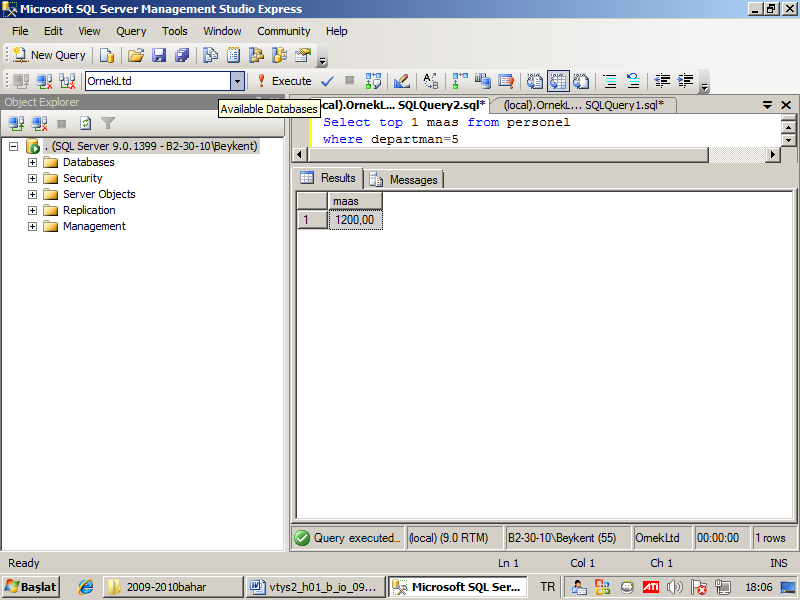 Microsoft SQL Server Management Studio Express
File Edit View Query Tools Window Community Help
New Query
OrnekLtd Execute
Object Explorer
Available Databases
cal).OrnekL... SQLQuery2.sql* (local).OrnekL... SQLQuery1.sql*
Select top 1 maas from personel
where departman=5
. (SQL Server 9.0.1399 - B2-30-10\Beykent)
Databases
Security
Server Objects
Replication
Management
Results Messages
maas
1 1200,00
Query executed... (local) (9.0 RTM) B2-30-10\Beykent (55) OrnekLtd 00:00:00 1 rows
Ready Ln 1 Col 1 Ch 1 INS
Başlat 2009-2010bahar vtys2_h01_b_io_09... Microsoft SQL Ser... TR ATI 18:06